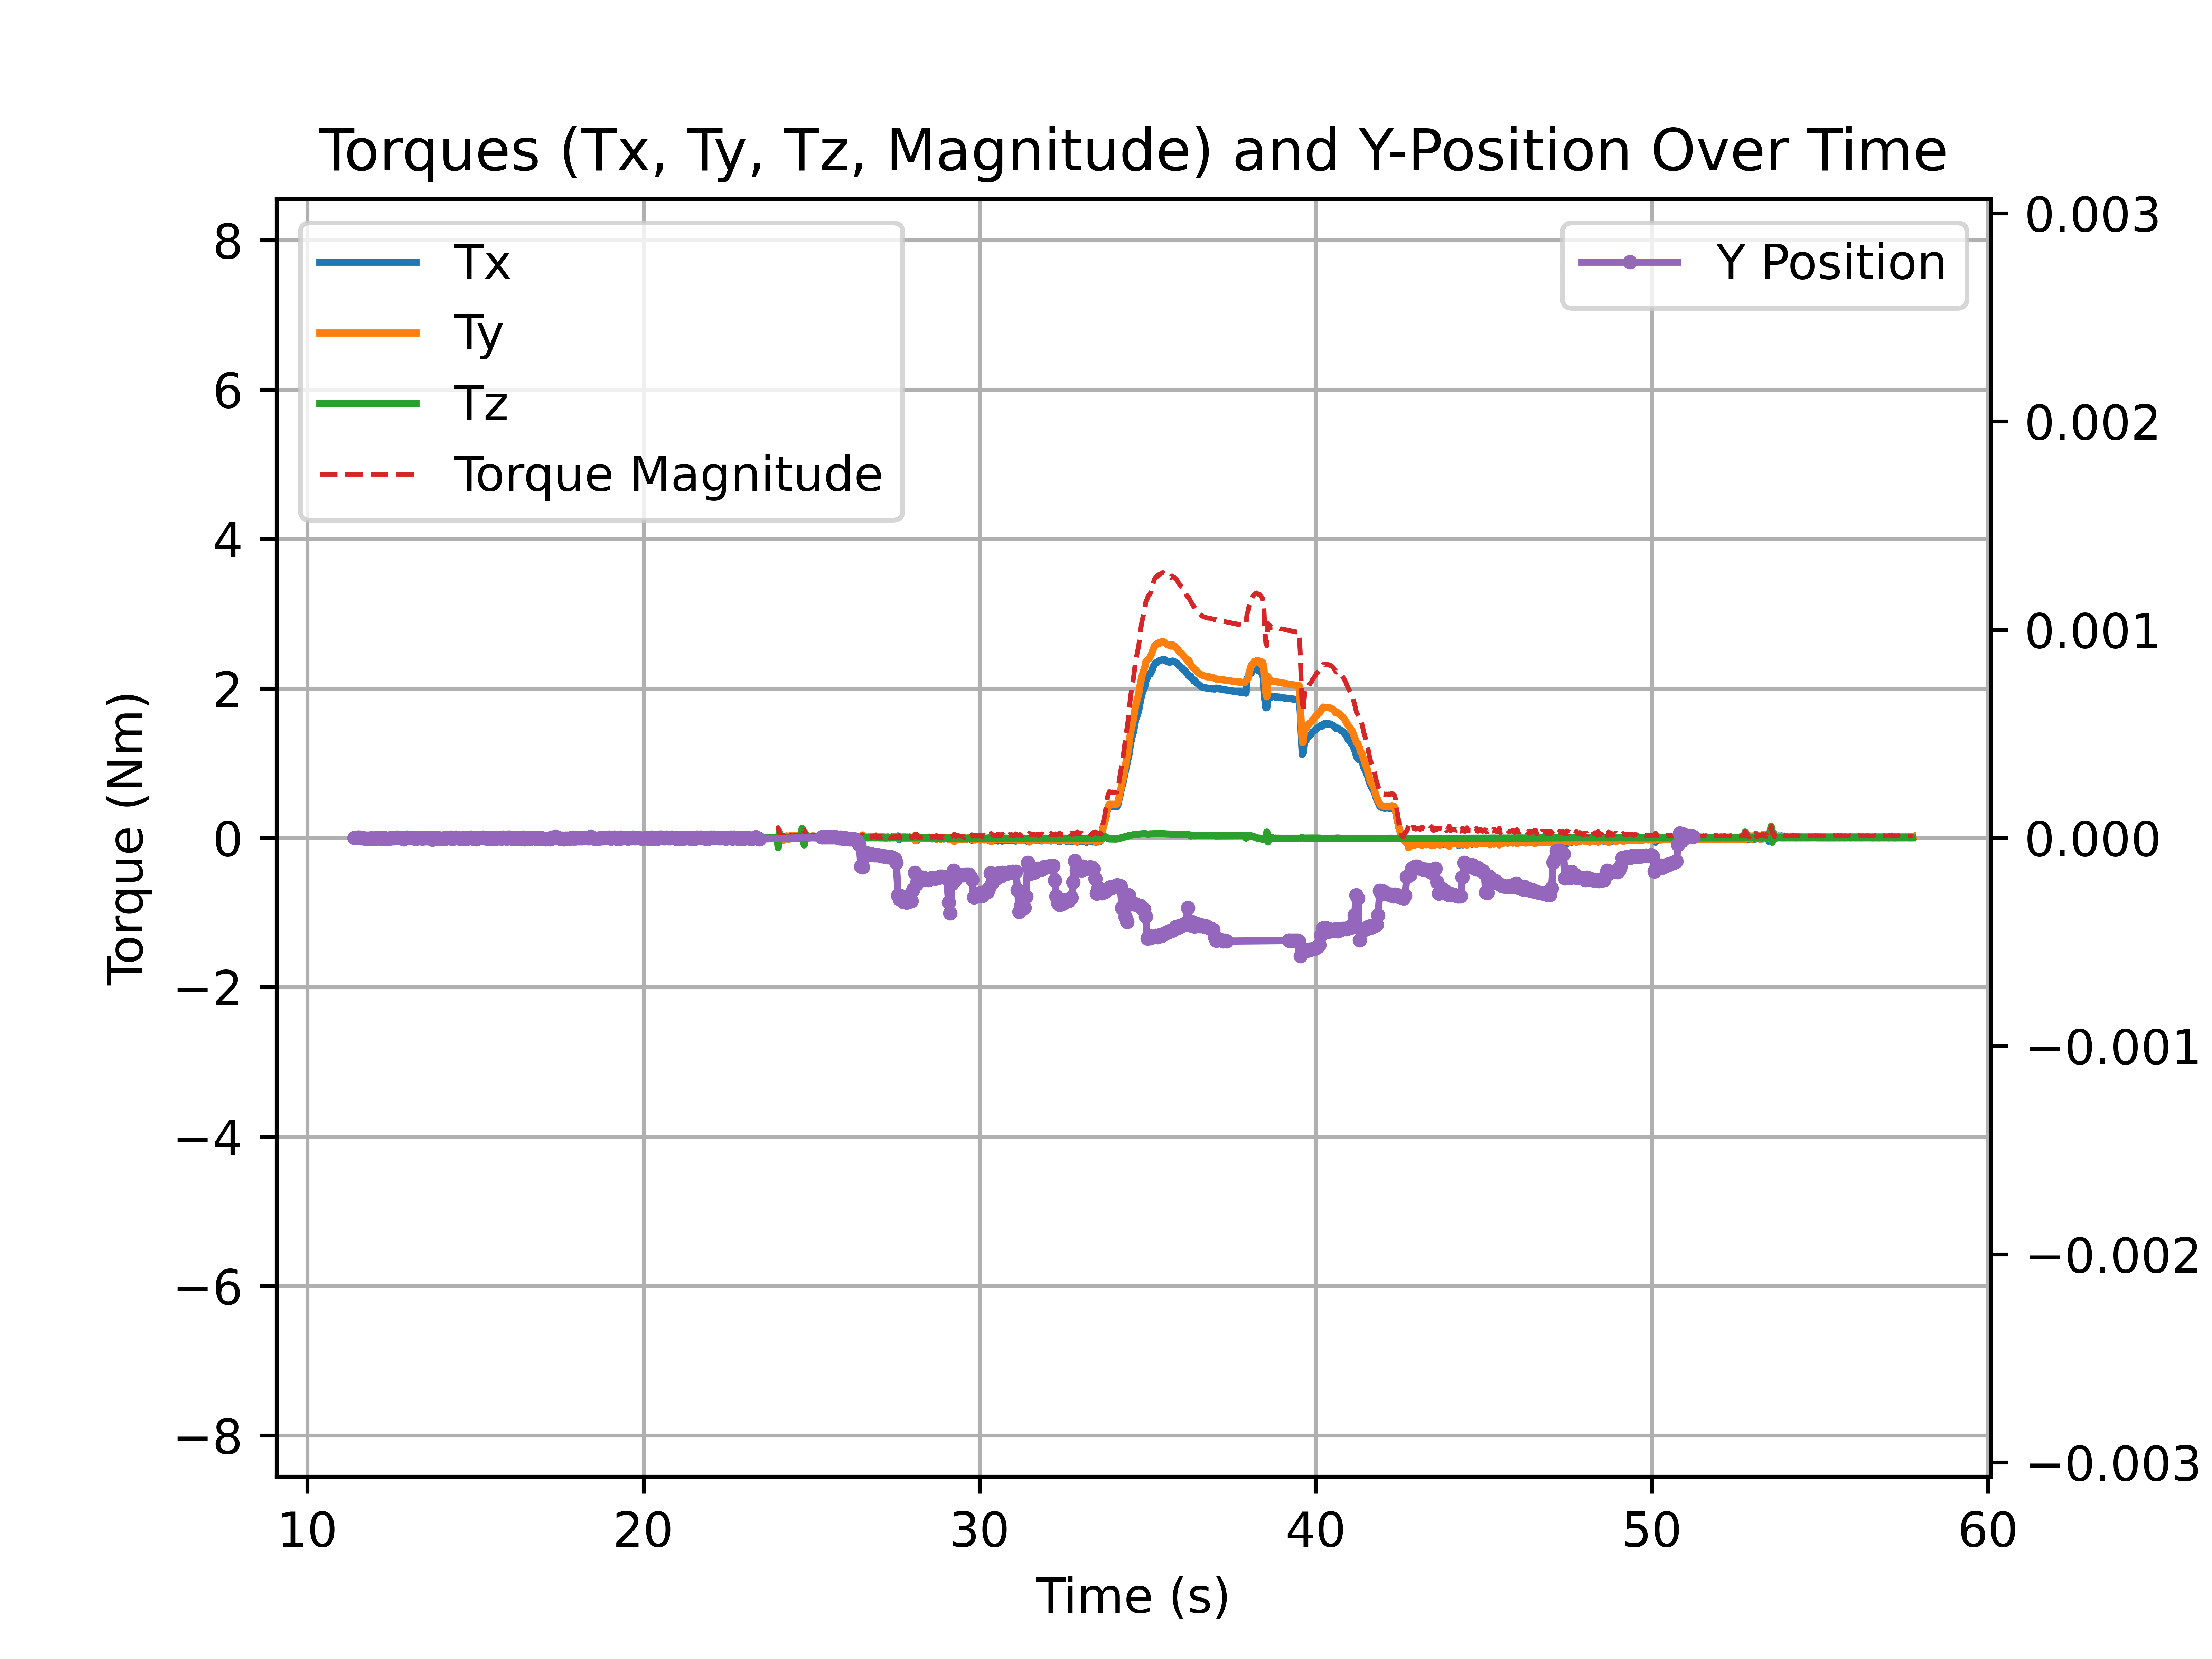 Torques (Tx, Ty, Tz, Magnitude) and Y-Position Over Time
Tx
Ty
Tz
Torque Magnitude
Y Position
Torque (Nm)
8
6
4
2
0
−2
−4
−6
−8
0.003
0.002
0.001
0.000
−0.001
−0.002
−0.003
10 20 30 40 50 60
Time (s)